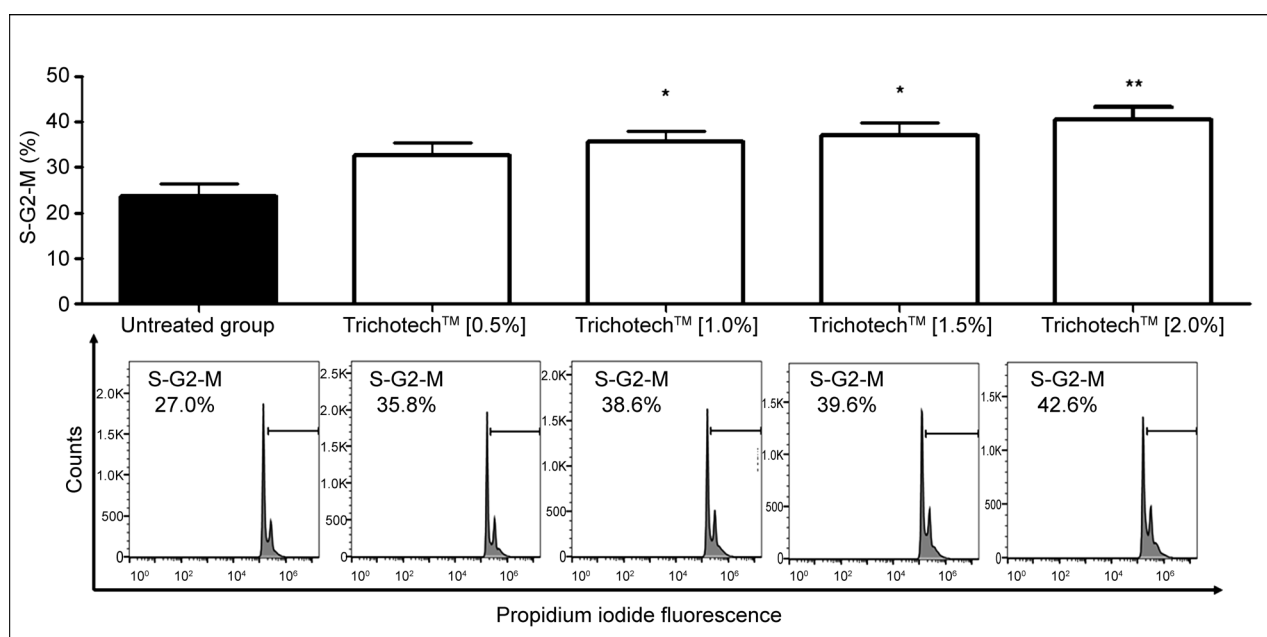 50
40
30
20
10
0
S-G2-M (%)
*
*
**
Untreated group
Trichotech™ [0.5%]
Trichotech™ [1.0%]
Trichotech™ [1.5%]
Trichotech™ [2.0%]
Counts
S-G2-M
27.0%
2.0K
1.5K
1.0K
500
0
10⁰ 10² 10⁴ 10⁶
S-G2-M
35.8%
2.5K
2.0K
1.5K
1.0K
500
0
10⁰ 10² 10⁴ 10⁶
S-G2-M
38.6%
2.0K
1.5K
1.0K
500
0
10⁰ 10² 10⁴ 10⁶
S-G2-M
39.6%
1.5K
1.0K
500
0
10⁰ 10² 10⁴ 10⁶
S-G2-M
42.6%
1.5K
1.0K
500
0
10⁰ 10² 10⁴ 10⁶
Propidium iodide fluorescence